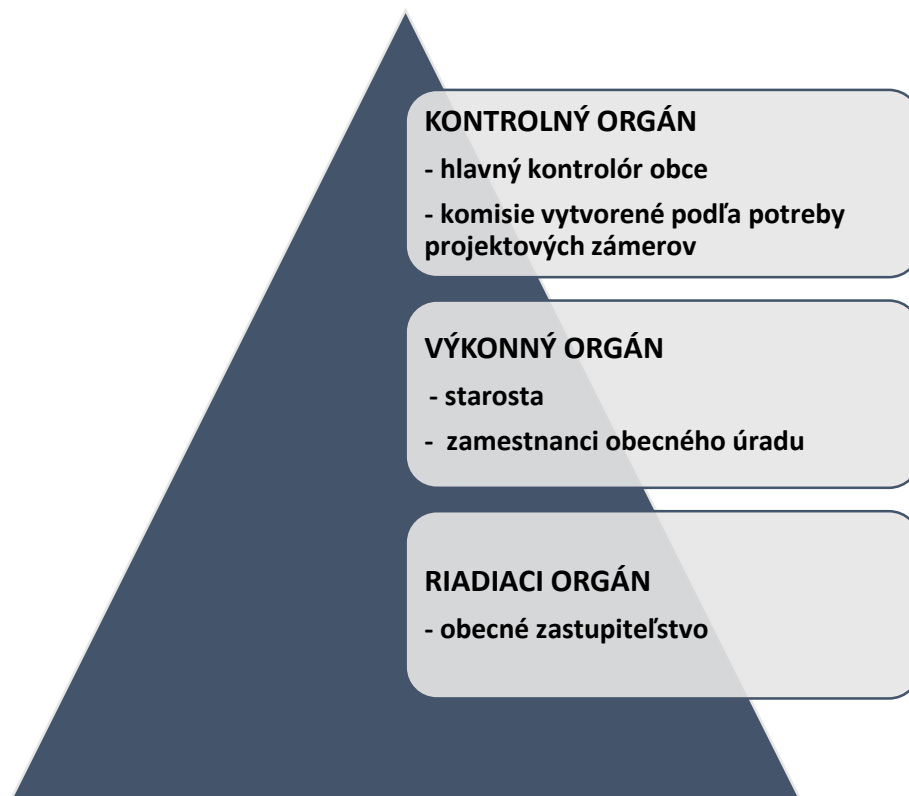 KONTROLNÝ ORGÁN
- hlavný kontrolór obce
- komisie vytvorené podľa potreby
projektových zámerov
VÝKONNÝ ORGÁN
- starosta
- zamestnanci obecného úradu
RIADIACI ORGÁN
- obecné zastupiteľstvo